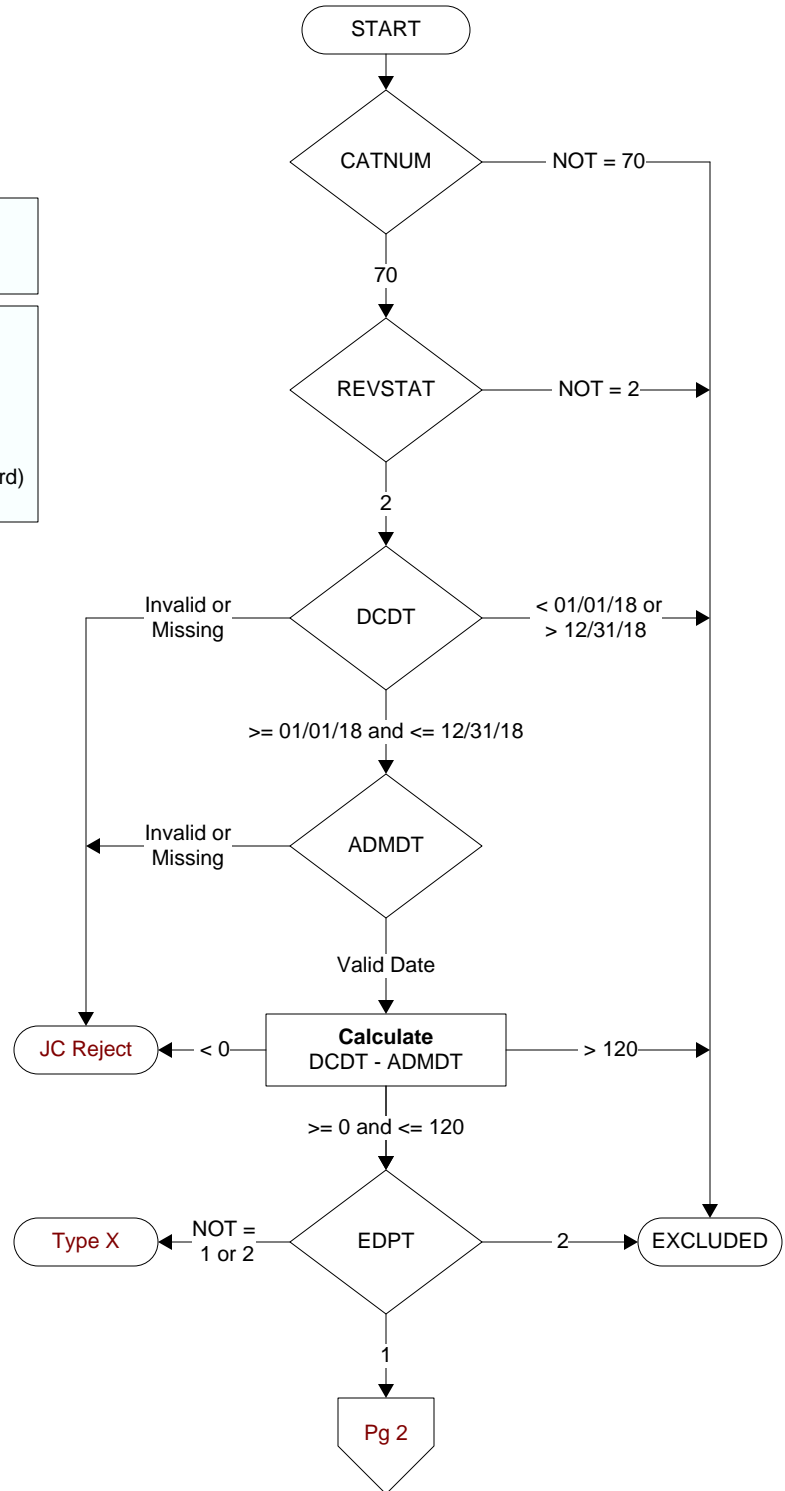 START
CATNUM
NOT = 70
70
REVSTAT
NOT = 2
2
rd)
Invalid or
Missing
DCDT
< 01/01/18 or
> 12/31/18
>= 01/01/18 and <= 12/31/18
Invalid or
Missing
ADMDT
Valid Date
JC Reject
< 0
Calculate
DCDT - ADMDT
> 120
>= 0 and <= 120
Type X
NOT =
1 or 2
EDPT
2
EXCLUDED
1
Pg 2